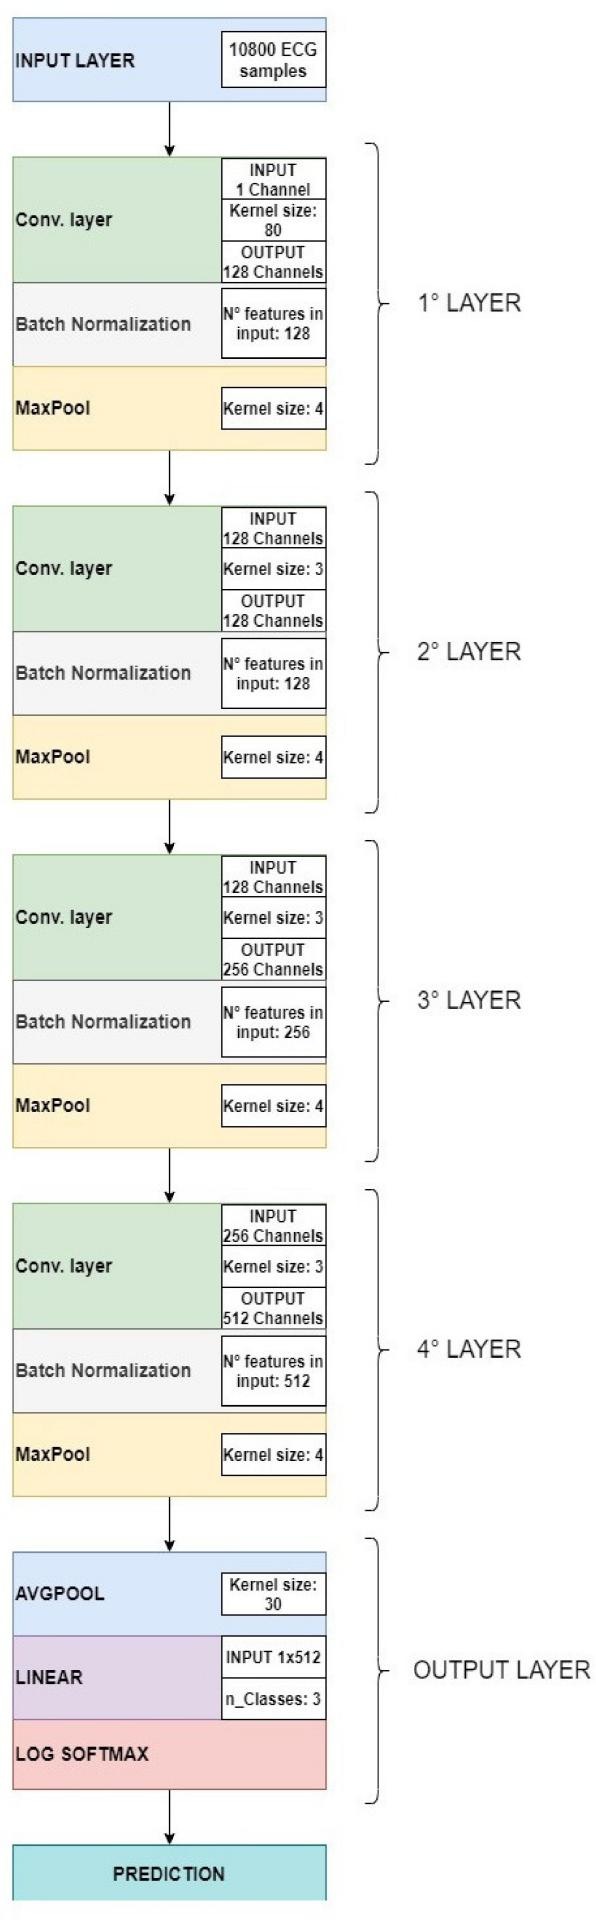 INPUT LAYER
10800 ECG
samples
Conv. layer
INPUT
1 Channel
Kernel size:
80
OUTPUT
128 Channels
Batch Normalization
N° features in
input: 128
MaxPool
Kernel size: 4
1° LAYER
Conv. layer
INPUT
128 Channels
Kernel size: 3
OUTPUT
128 Channels
Batch Normalization
N° features in
input: 128
MaxPool
Kernel size: 4
2° LAYER
Conv. layer
INPUT
128 Channels
Kernel size: 3
OUTPUT
256 Channels
Batch Normalization
N° features in
input: 256
MaxPool
Kernel size: 4
3° LAYER
Conv. layer
INPUT
256 Channels
Kernel size: 3
OUTPUT
512 Channels
Batch Normalization
N° features in
input: 512
MaxPool
Kernel size: 4
4° LAYER
AVGPOOL
Kernel size:
30
LINEAR
INPUT 1x512
n_Classes: 3
LOG SOFTMAX
OUTPUT LAYER
PREDICTION